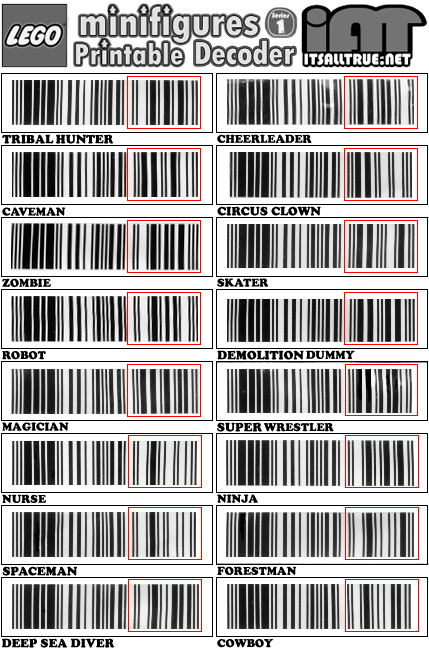 LEGO minifigures Series 1 iAT
Printable Decoder ITSALLTRUE.NET
TRIBAL HUNTER CHEERLEADER
CAVEMAN CIRCUS CLOWN
ZOMBIE SKATER
ROBOT DEMOLITION DUMMY
MAGICIAN SUPER WRESTLER
NURSE NINJA
SPACEMAN FORESTMAN
DEEP SEA DIVER COWBOY